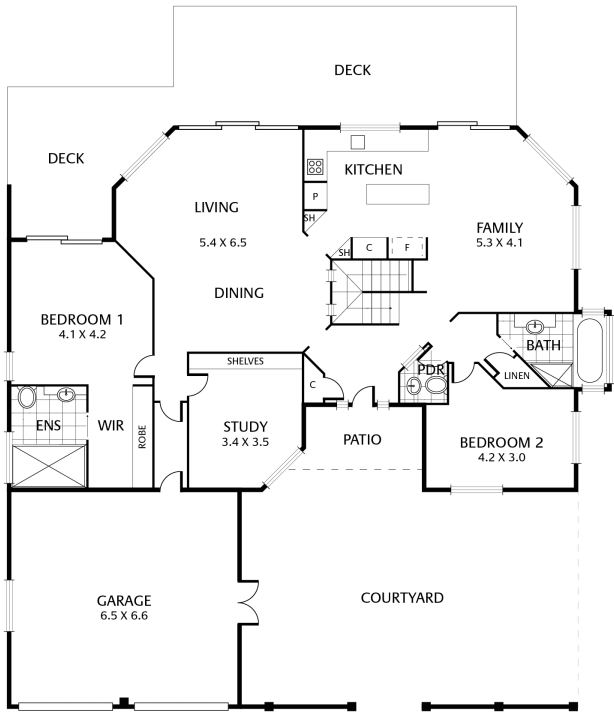 DECK
DECK
KITCHEN
P
LIVING
SH
FAMILY
5.4 X 6.5
5.3 X 4.1
SH
C
F
DINING
BEDROOM 1
4.1 X 4.2
BATH
SHELVES
PDR
LINEN
C
ENS
WIR
ROBE
STUDY
3.4 X 3.5
PATIO
BEDROOM 2
4.2 X 3.0
GARAGE
6.5 X 6.6
COURTYARD